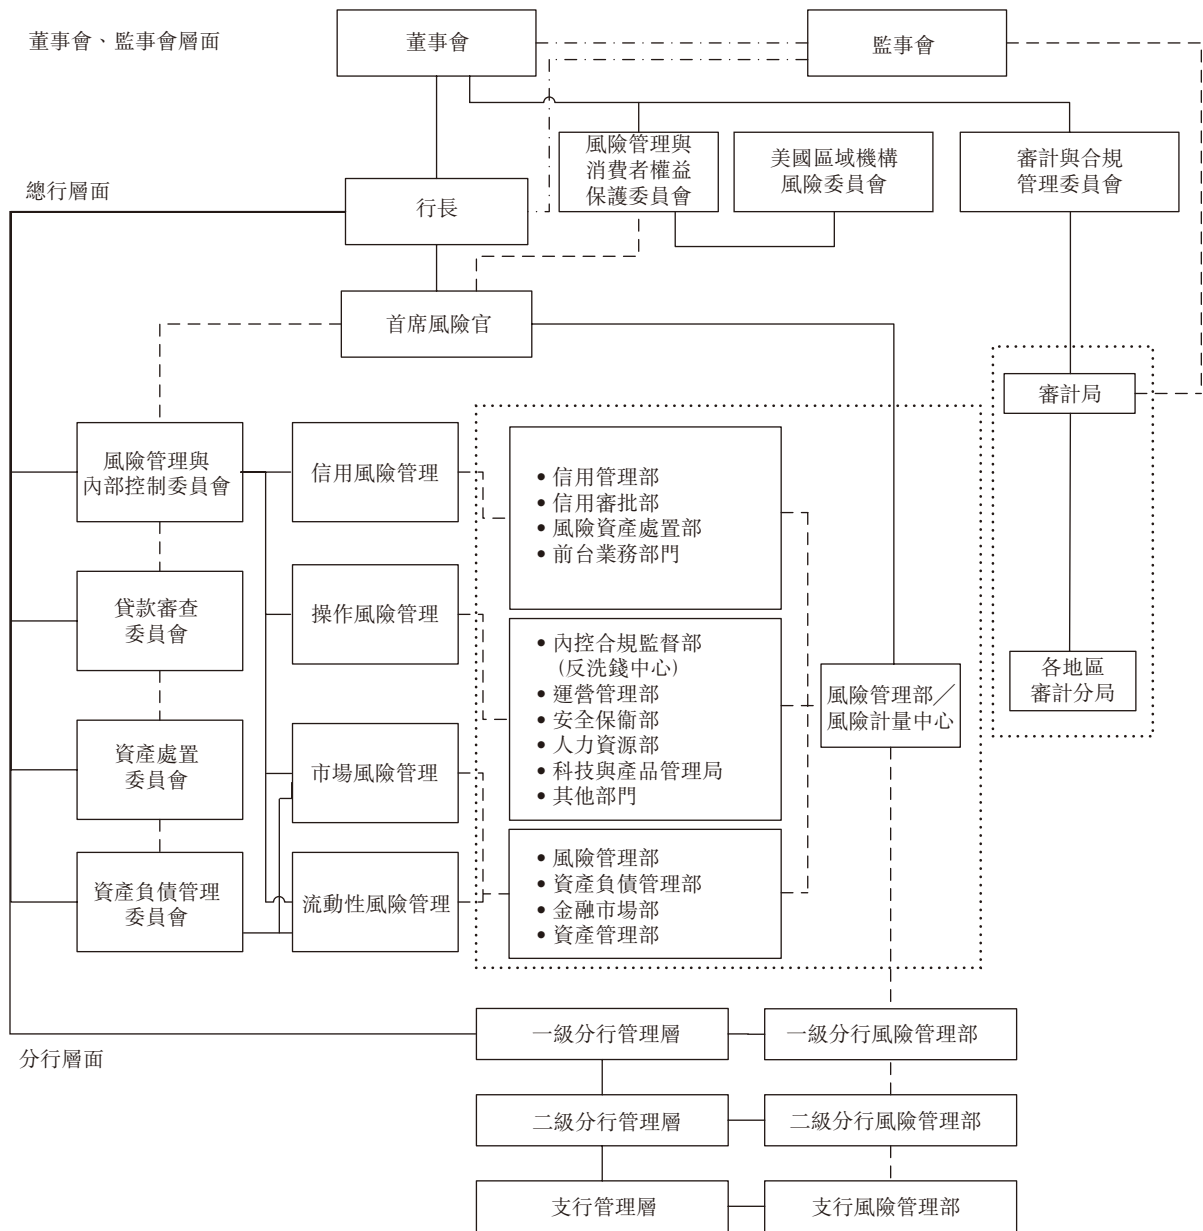 董事會、監事會層面
董事會
監事會
風險管理與
消費者權益
保護委員會
美國區域機構
風險委員會
審計與合規
管理委員會
總行層面
行長
首席風險官
審計局
風險管理與
內部控制委員會
信用風險管理
• 信用管理部
• 信用審批部
• 風險資產處置部
• 前台業務部門
貸款審查
委員會
操作風險管理
• 內控合規監督部
(反洗錢中心)
• 運營管理部
• 安全保衛部
• 人力資源部
• 科技與產品管理局
• 其他部門
風險管理部／
風險計量中心
各地區
審計分局
資產處置
委員會
市場風險管理
資產負債管理
委員會
流動性風險管理
• 風險管理部
• 資產負債管理部
• 金融市場部
• 資產管理部
分行層面
一級分行管理層
一級分行風險管理部
二級分行管理層
二級分行風險管理部
支行管理層
支行風險管理部